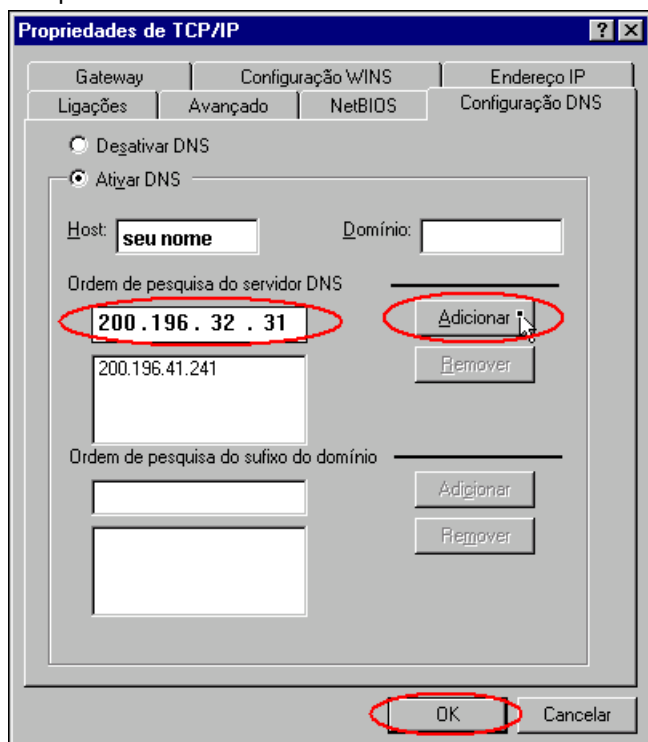 Propriedades de TCP/IP
Gateway Configuração WINS Endereço IP
Ligações Avançado NetBIOS Configuração DNS
Desativar DNS
Ativar DNS
Host: seu nome Domínio:
Ordem de pesquisa do servidor DNS
200.196.32.31 Adicionar
200.196.41.241 Remover
Ordem de pesquisa do sufixo do domínio
Adicionar
Remover
OK Cancelar